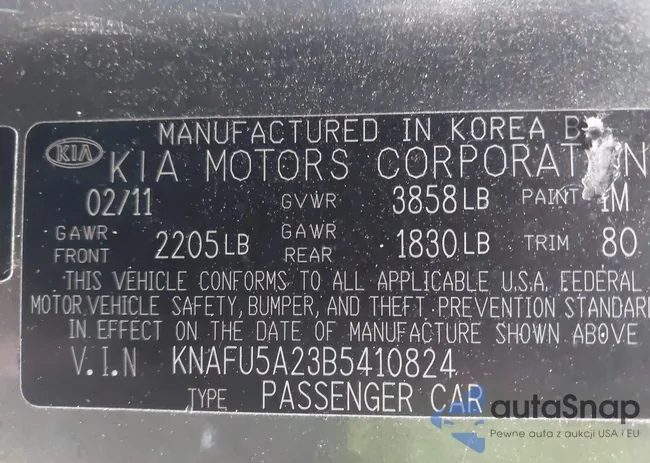 MANUFACTURED IN KOREA
KIA KIA MOTORS CORPORATION
02/11 GVWR 3858LB PAINT 1M
GAWR FRONT 2205LB GAWR REAR 1830LB TRIM 80
THIS VEHICLE CONFORMS TO ALL APPLICABLE U.S.A. FEDERAL
MOTOR VEHICLE SAFETY, BUMPER, AND THEFT PREVENTION STANDARD
IN EFFECT ON THE DATE OF MANUFACTURE SHOWN ABOVE
V.I.N KNAFU5A23B5410824
TYPE PASSENGER CAR
autaSnap
Pewne auta z aukcji USA i EU